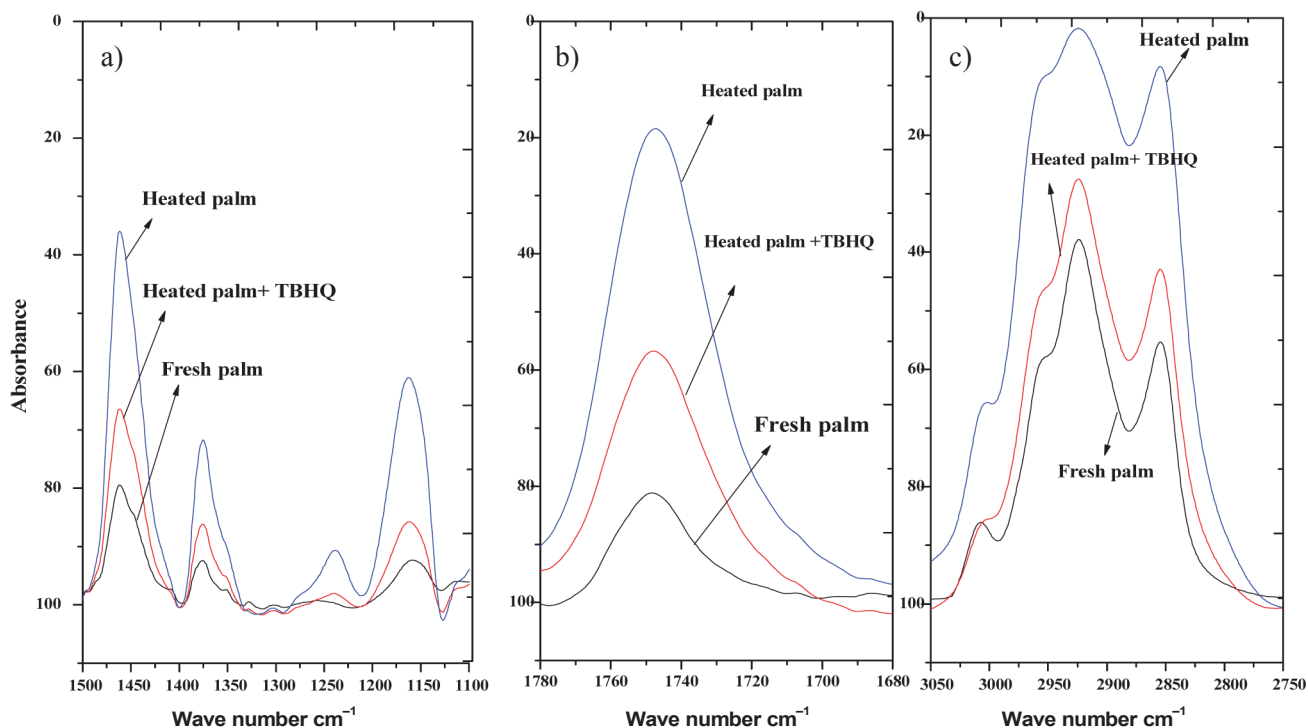 a)
b)
c)
Absorbance
0
20
40
60
80
100
Heated palm
Heated palm+ TBHQ
Fresh palm
1500 1450 1400 1350 1300 1250 1200 1150 1100
Wave number cm⁻¹
0
20
40
60
80
100
Heated palm
Heated palm +TBHQ
Fresh palm
1780 1760 1740 1720 1700 1680
Wave number cm⁻¹
0
20
40
60
80
100
Heated palm
Heated palm+ TBHQ
Fresh palm
3050 3000 2950 2900 2850 2800 2750
Wave number cm⁻¹